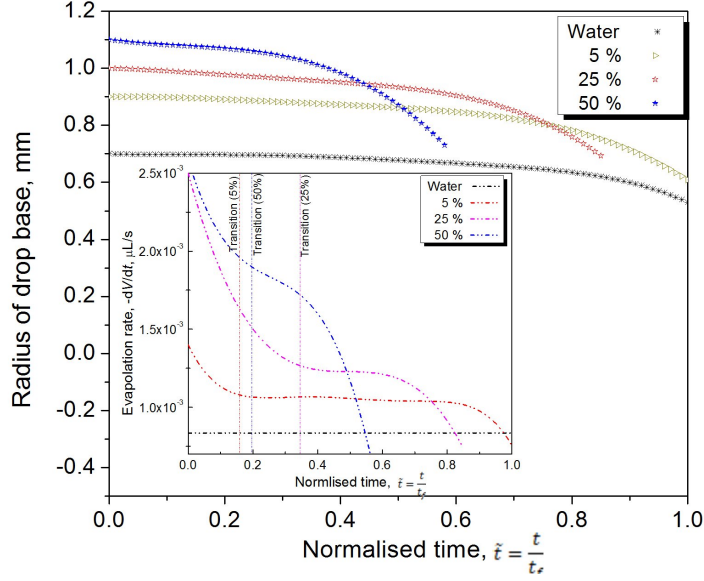 1.2
1.0
0.8
0.6
0.4
0.2
0.0
-0.2
-0.4
Radius of drop base, mm
Water
5 %
25 %
50 %
2.5x10⁻³
2.0x10⁻³
1.5x10⁻³
1.0x10⁻³
Evapolation rate, -dV/dt, µL/s
Transition (5%)
Transition (50%)
Transition (25%)
Water
5 %
25 %
50 %
0.0 0.2 0.4 0.6 0.8 1.0
Normlised time, t̃ = t/t_f
0.0 0.2 0.4 0.6 0.8 1.0
Normalised time, t̃ = t/t_f